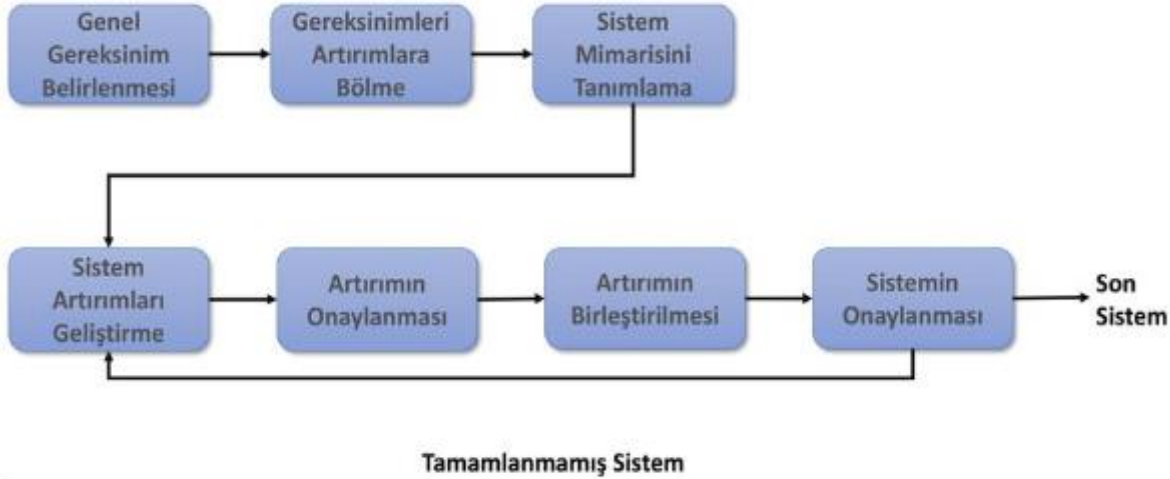 Genel
Gereksinim
Belirlenmesi
Gereksinimleri
Artırımlara
Bölme
Sistem
Mimarisini
Tanımlama
Sistem
Artırımları
Geliştirme
Artırımın
Onaylanması
Artırımın
Birleştirilmesi
Sistemin
Onaylanması
Son
Sistem
Tamamlanmamış Sistem